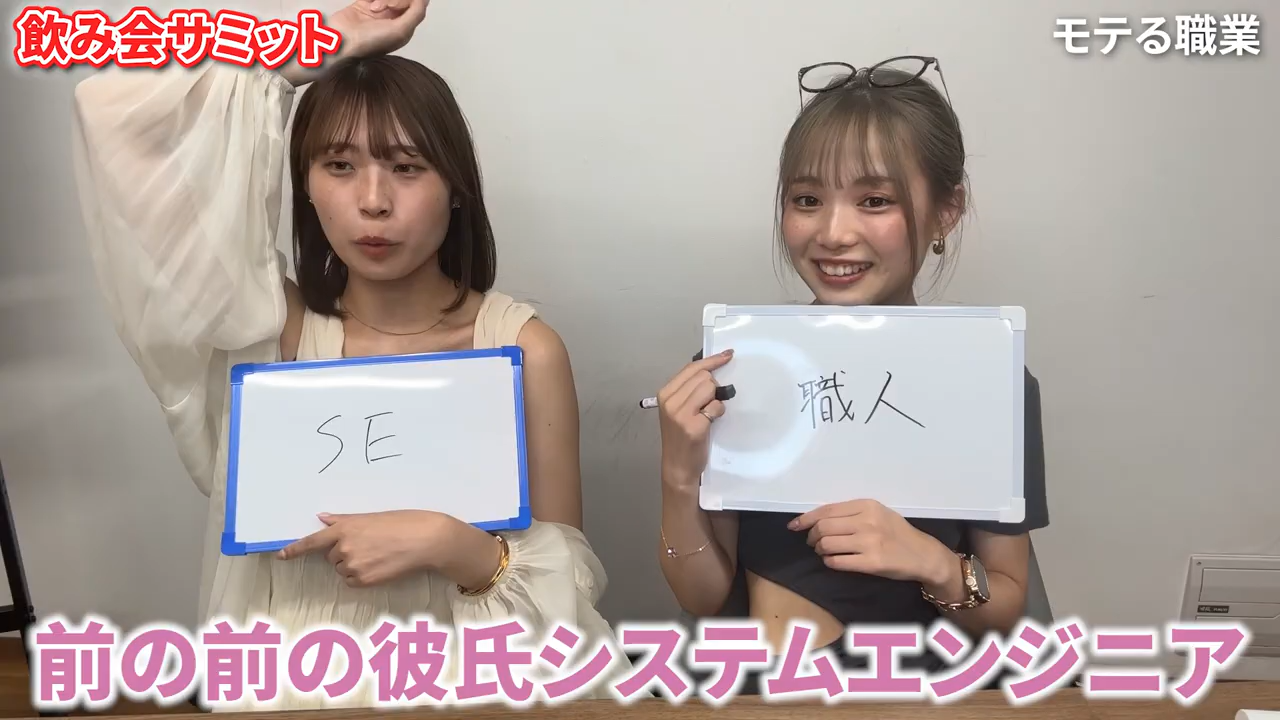 飲み会サミット
モテる職業
SE
職人
前の前の彼氏システムエンジニア